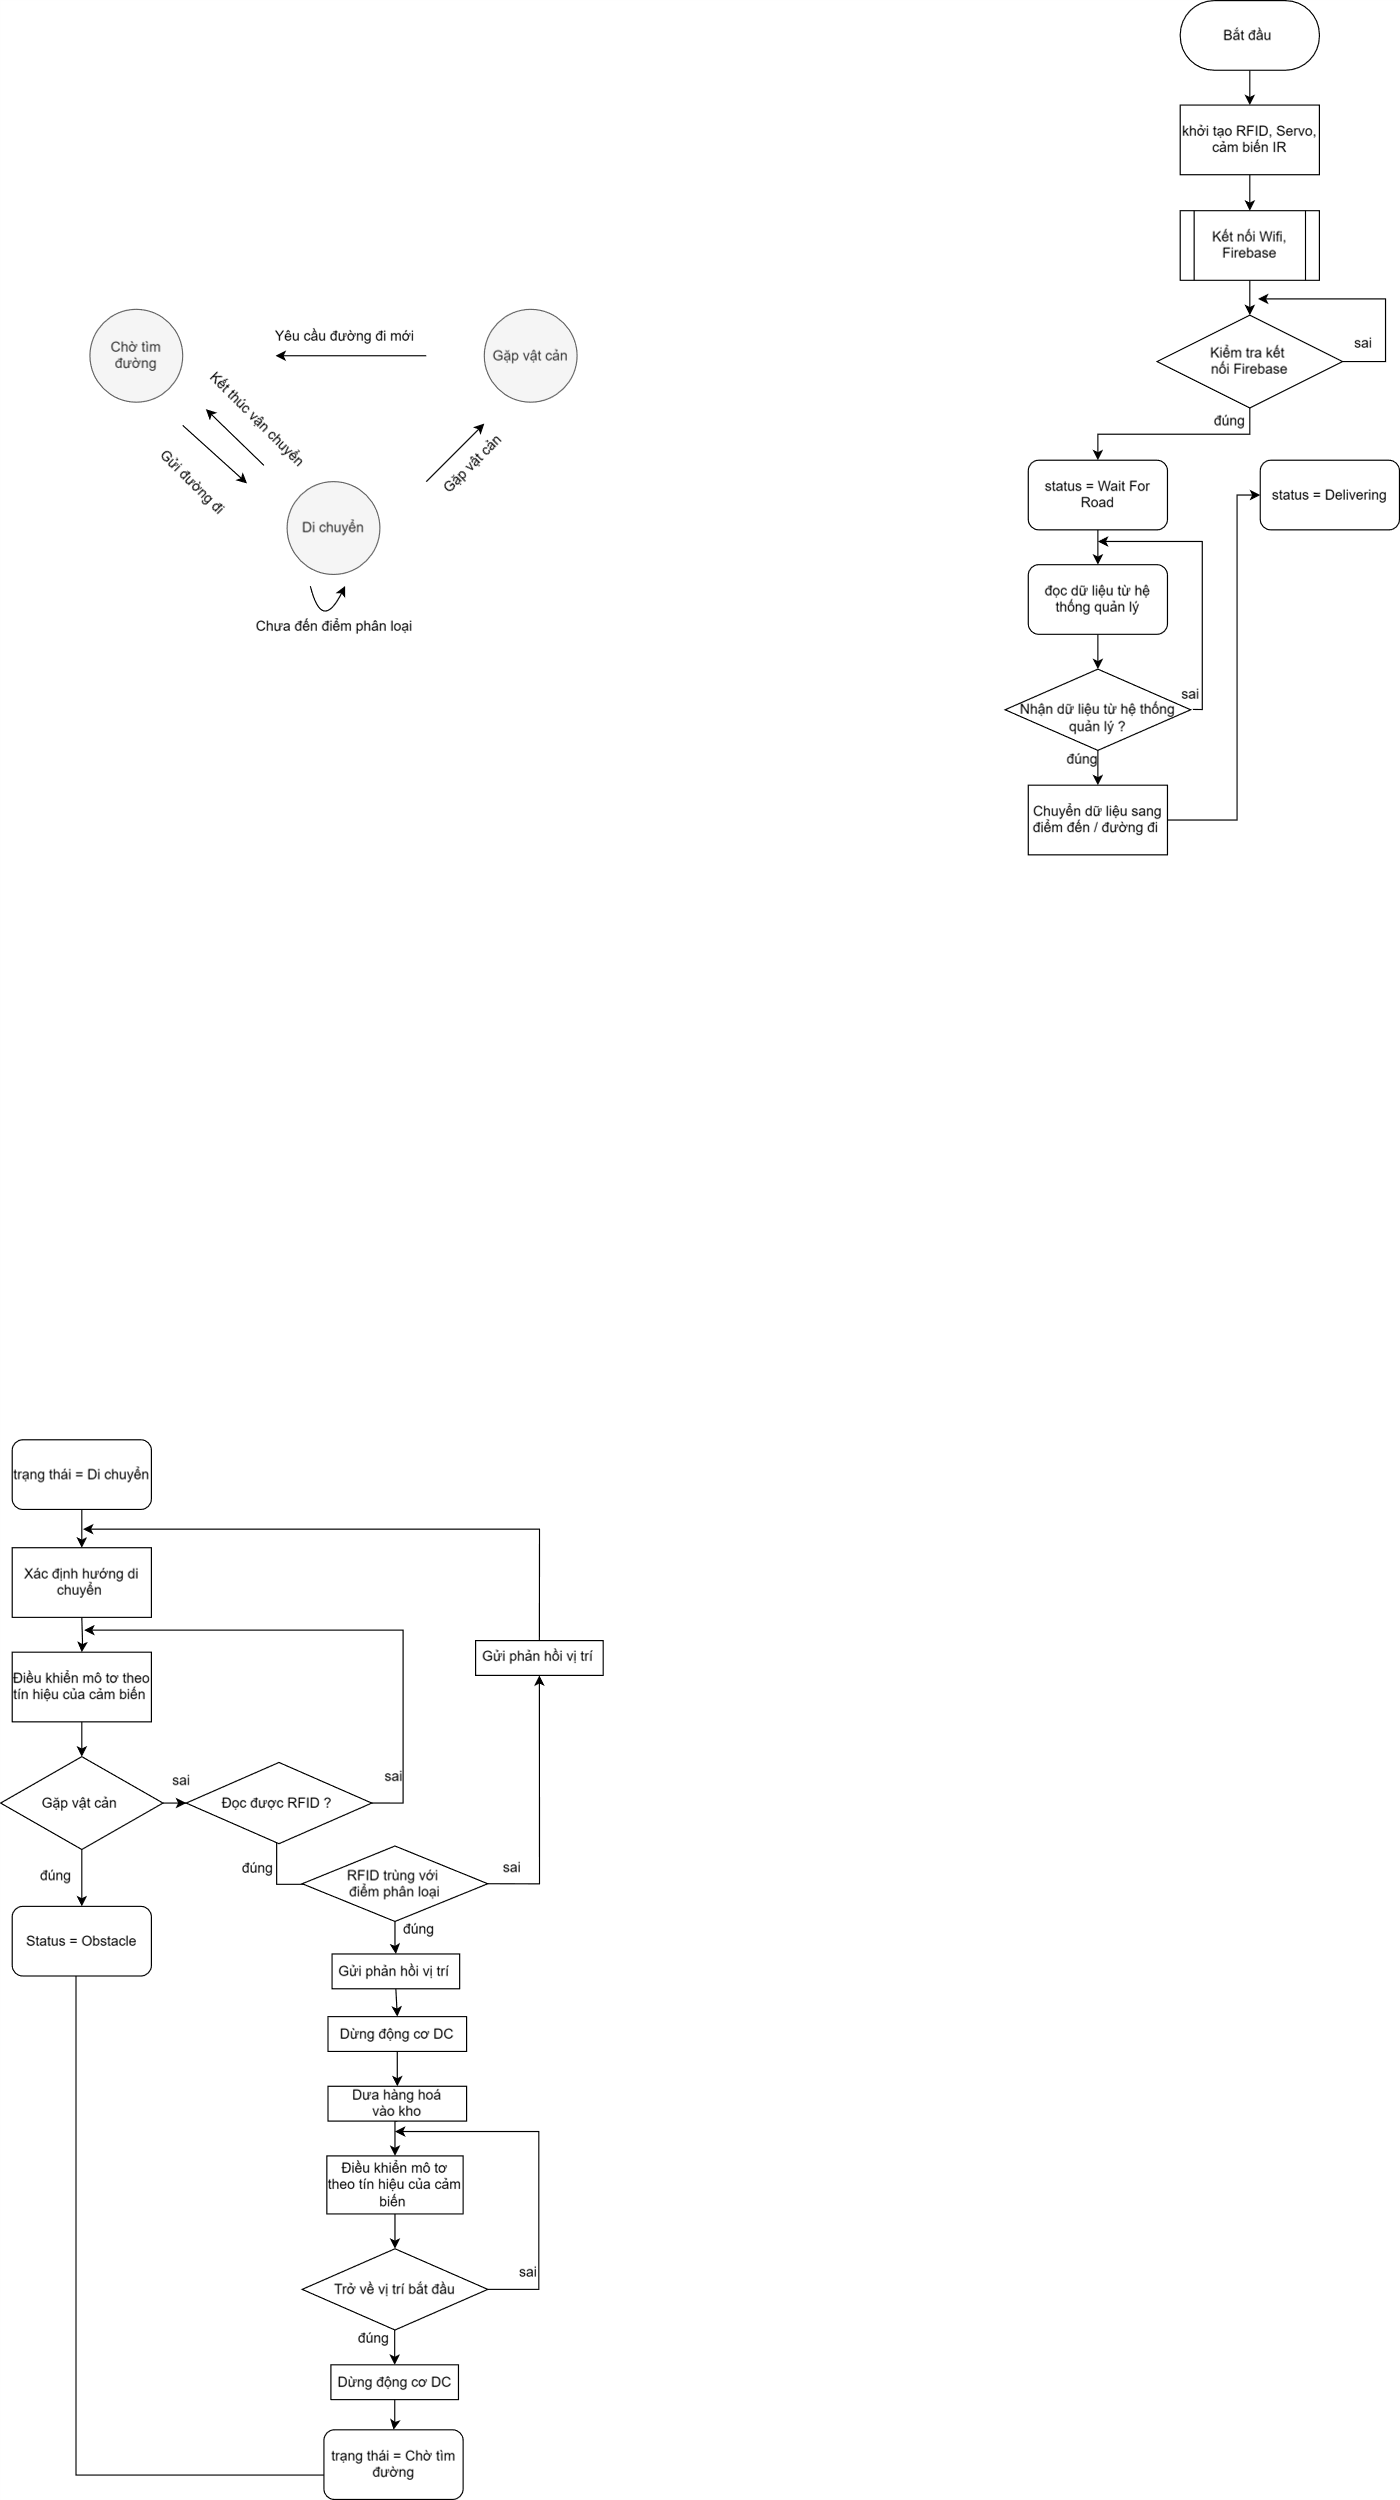 Bắt đầu
khởi tạo RFID, Servo,
cảm biến IR
Kết nối Wifi,
Firebase
Kiểm tra kết
nối Firebase
sai
đúng
status = Wait For
Road
status = Delivering
đọc dữ liệu từ hệ
thống quản lý
sai
Nhận dữ liệu từ hệ thống
quản lý ?
đúng
Chuyển dữ liệu sang
điểm đến / đường đi
Chờ tìm
đường
Yêu cầu đường đi mới
Gặp vật cản
Kết thúc vận chuyển
Gửi đường đi
Gặp vật cản
Di chuyển
Chưa đến điểm phân loại
trạng thái = Di chuyển
Xác định hướng di
chuyển
Điều khiển mô tơ theo
tín hiệu của cảm biến
Gửi phản hồi vị trí
Gặp vật cản
sai
Đọc được RFID ?
sai
đúng
đúng
RFID trùng với
điểm phân loại
sai
đúng
Status = Obstacle
Gửi phản hồi vị trí
Dừng động cơ DC
Dưa hàng hoá
vào kho
Điều khiển mô tơ
theo tín hiệu của cảm
biến
Trở về vị trí bắt đầu
sai
đúng
Dừng động cơ DC
trạng thái = Chờ tìm
đường